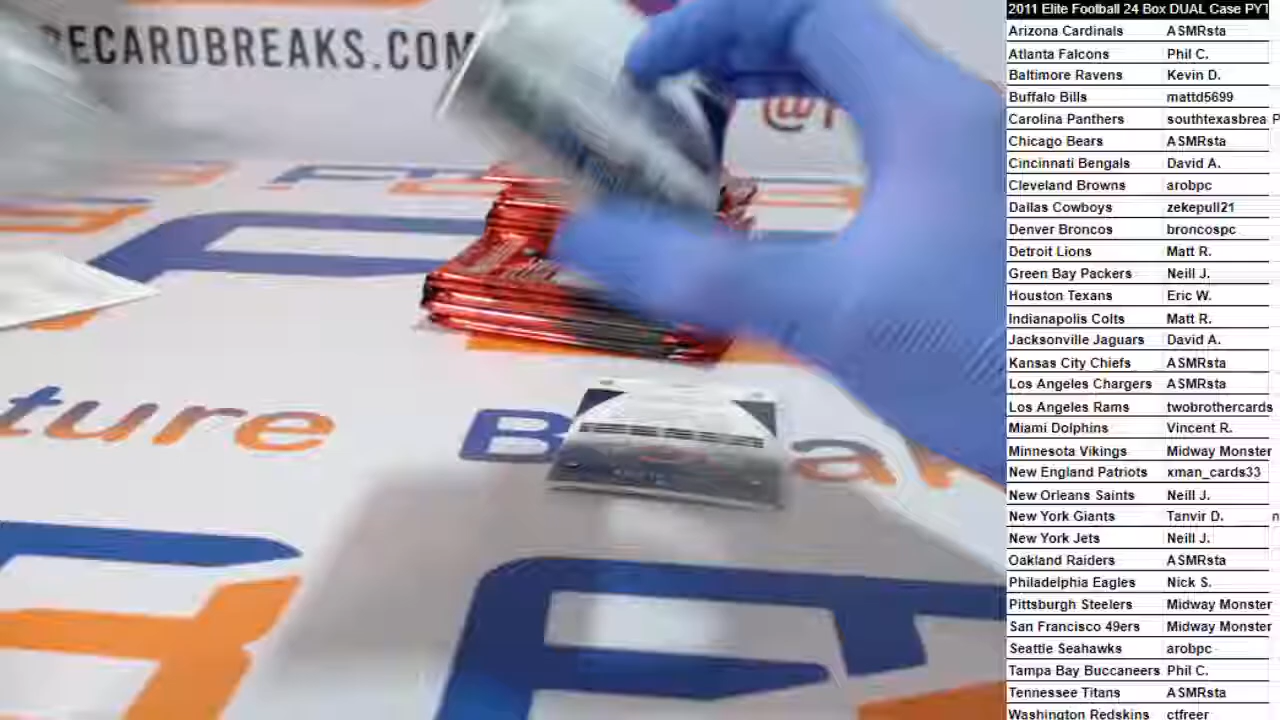 RECARDBREAKS.COM
ture
B
a
2011 Elite Football 24 Box DUAL Case PYT
Arizona Cardinals ASMRsta
Atlanta Falcons Phil C.
Baltimore Ravens Kevin D.
Buffalo Bills mattd5699
Carolina Panthers southtexasbrea P
Chicago Bears ASMRsta
Cincinnati Bengals David A.
Cleveland Browns arobpc
Dallas Cowboys zekepull21
Denver Broncos broncospc
Detroit Lions Matt R.
Green Bay Packers Neill J.
Houston Texans Eric W.
Indianapolis Colts Matt R.
Jacksonville Jaguars David A.
Kansas City Chiefs ASMRsta
Los Angeles Chargers ASMRsta
Los Angeles Rams twobrothercards
Miami Dolphins Vincent R.
Minnesota Vikings Midway Monster
New England Patriots xman_cards33
New Orleans Saints Neill J.
New York Giants Tanvir D. n
New York Jets Neill J.
Oakland Raiders ASMRsta
Philadelphia Eagles Nick S.
Pittsburgh Steelers Midway Monster
San Francisco 49ers Midway Monster
Seattle Seahawks arobpc
Tampa Bay Buccaneers Phil C.
Tennessee Titans ASMRsta
Washington Redskins ctfreer